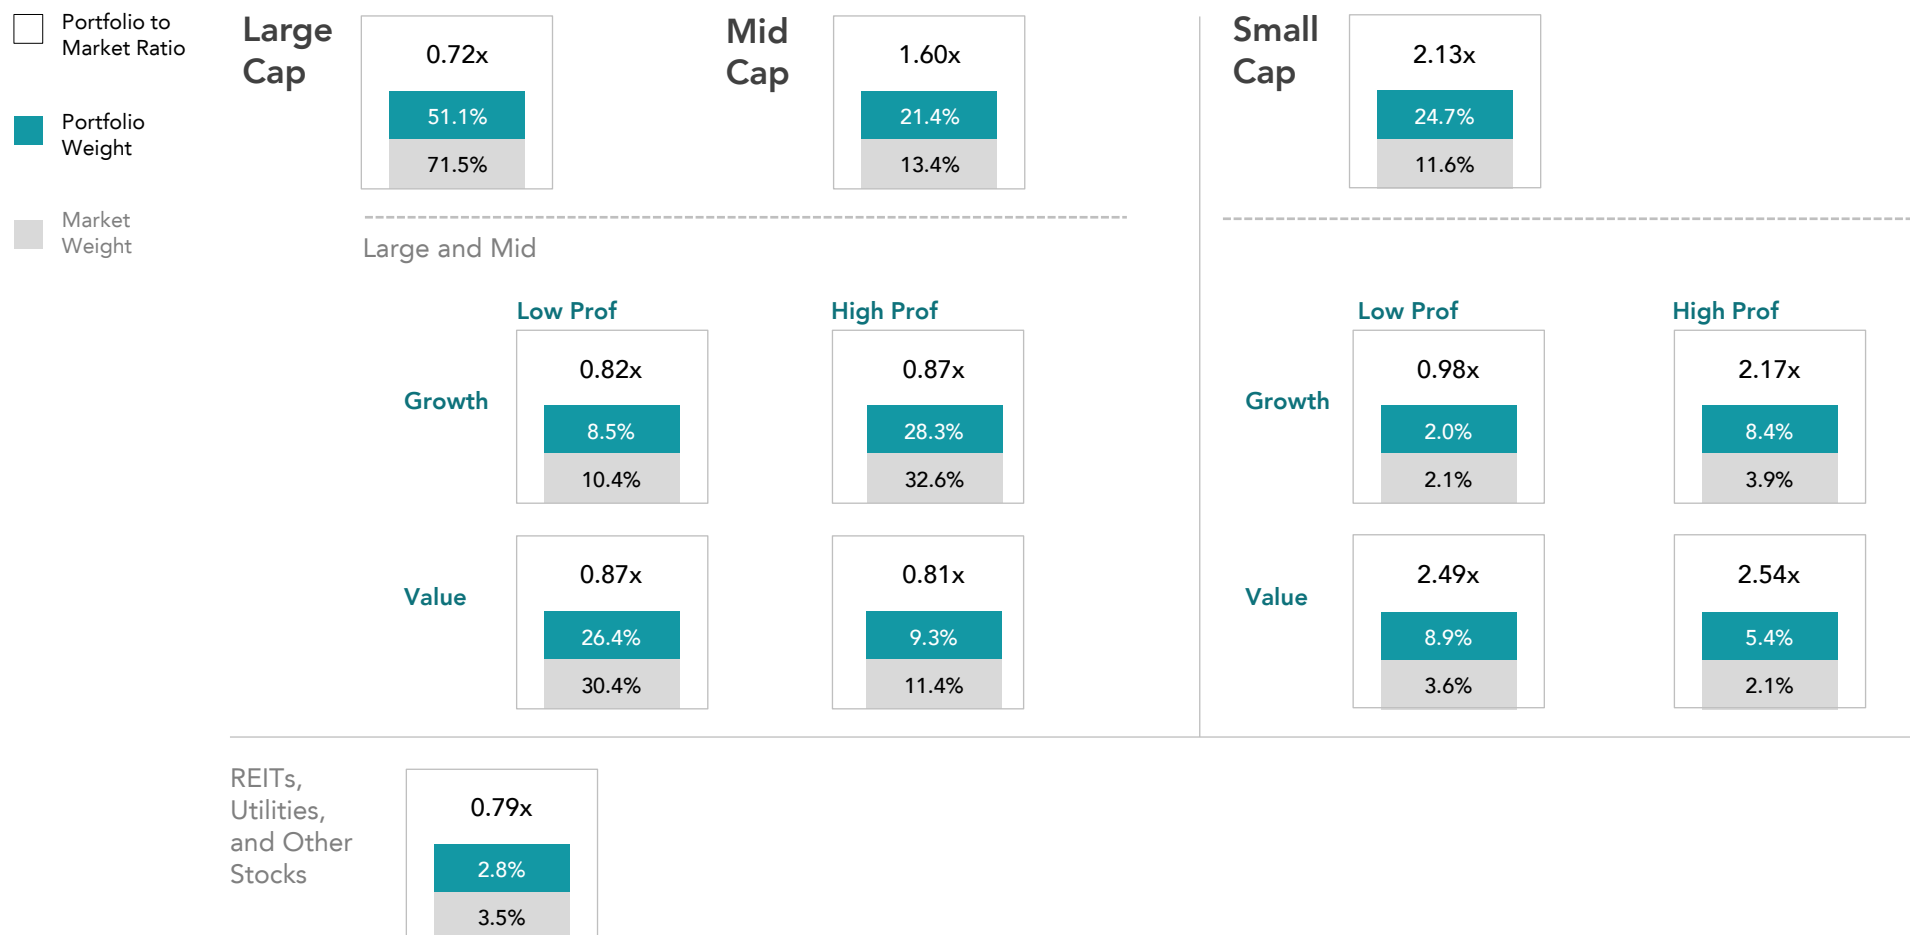 Portfolio to
Market Ratio
Portfolio
Weight
Market
Weight
Large
Cap
0.72x
51.1%
71.5%
Mid
Cap
1.60x
21.4%
13.4%
Small
Cap
2.13x
24.7%
11.6%
Large and Mid
Low Prof
High Prof
Growth
0.82x
8.5%
10.4%
0.87x
28.3%
32.6%
Value
0.87x
26.4%
30.4%
0.81x
9.3%
11.4%
Low Prof
High Prof
Growth
0.98x
2.0%
2.1%
2.17x
8.4%
3.9%
Value
2.49x
8.9%
3.6%
2.54x
5.4%
2.1%
REITs,
Utilities,
and Other
Stocks
0.79x
2.8%
3.5%